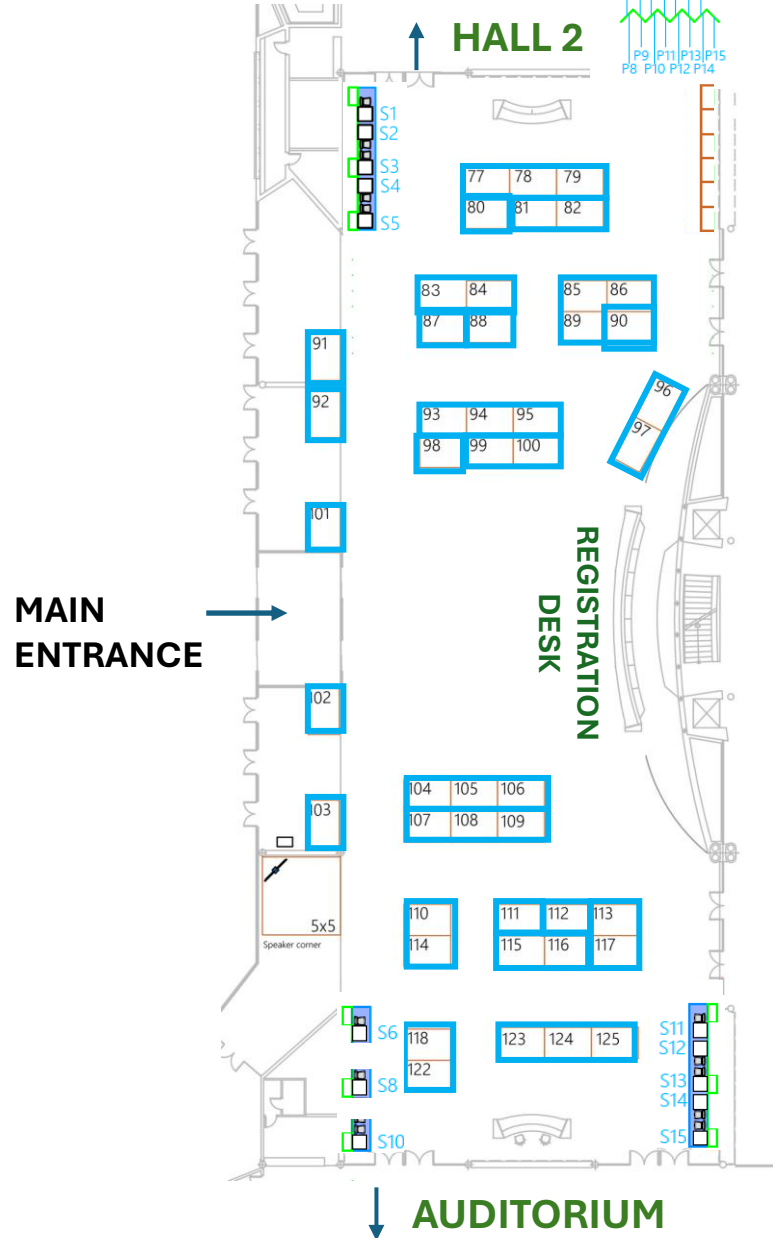 HALL 2
P9 P11 P13 P15
P8 P10 P12 P14
S1
S2
S3
S4
S5
77 78 79
80 81 82
83 84 85 86
87 88 89 90
91
92
93 94 95
96
97
98 99 100
101
REGISTRATION
DESK
MAIN
ENTRANCE
102
103
104 105 106
107 108 109
5x5
Speaker corner
110 111 112 113
114 115 116 117
S6
S8
S10
118
122
123 124 125
S11
S12
S13
S14
S15
AUDITORIUM